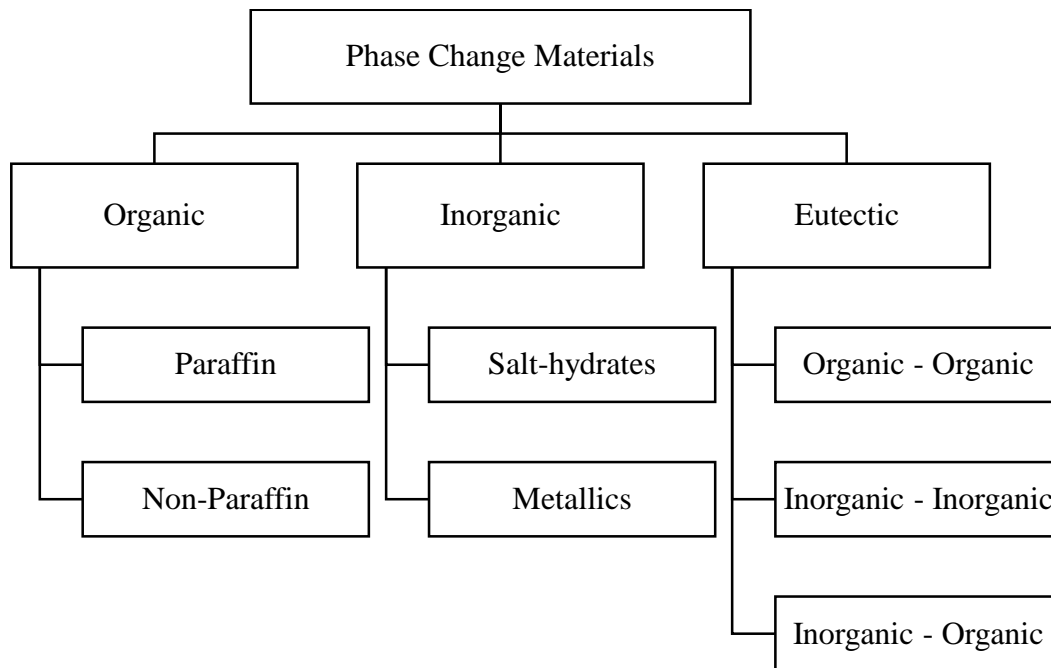 Phase Change Materials
Organic
Inorganic
Eutectic
Paraffin
Salt-hydrates
Organic - Organic
Non-Paraffin
Metallics
Inorganic - Inorganic
Inorganic - Organic